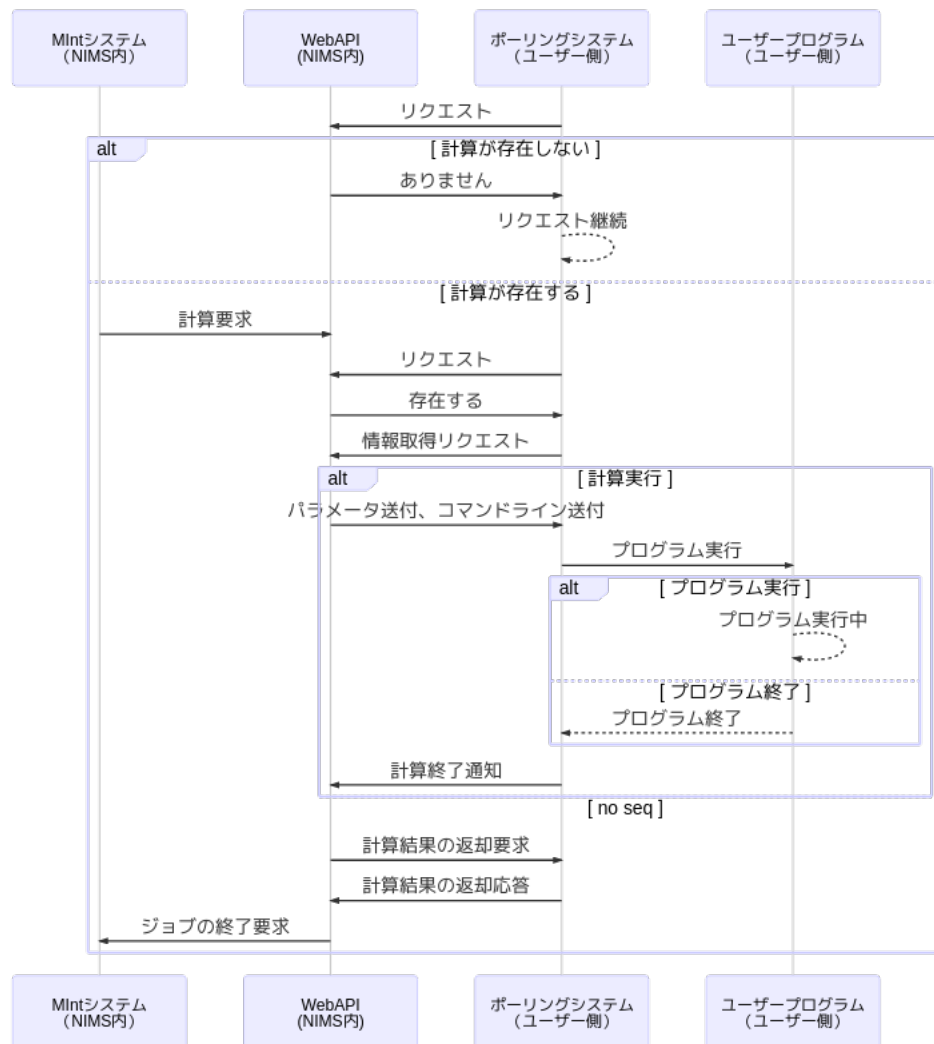 MIntシステム
（NIMS内）
WebAPI
(NIMS内)
ポーリングシステム
（ユーザー側）
ユーザープログラム
（ユーザー側）
リクエスト
alt
[ 計算が存在しない ]
ありません
リクエスト継続
[ 計算が存在する ]
計算要求
リクエスト
存在する
情報取得リクエスト
alt
[ 計算実行 ]
パラメータ送付、コマンドライン送付
プログラム実行
alt
[ プログラム実行 ]
プログラム実行中
[ プログラム終了 ]
プログラム終了
計算終了通知
[ no seq ]
計算結果の返却要求
計算結果の返却応答
ジョブの終了要求
MIntシステム
（NIMS内）
WebAPI
(NIMS内)
ポーリングシステム
（ユーザー側）
ユーザープログラム
（ユーザー側）